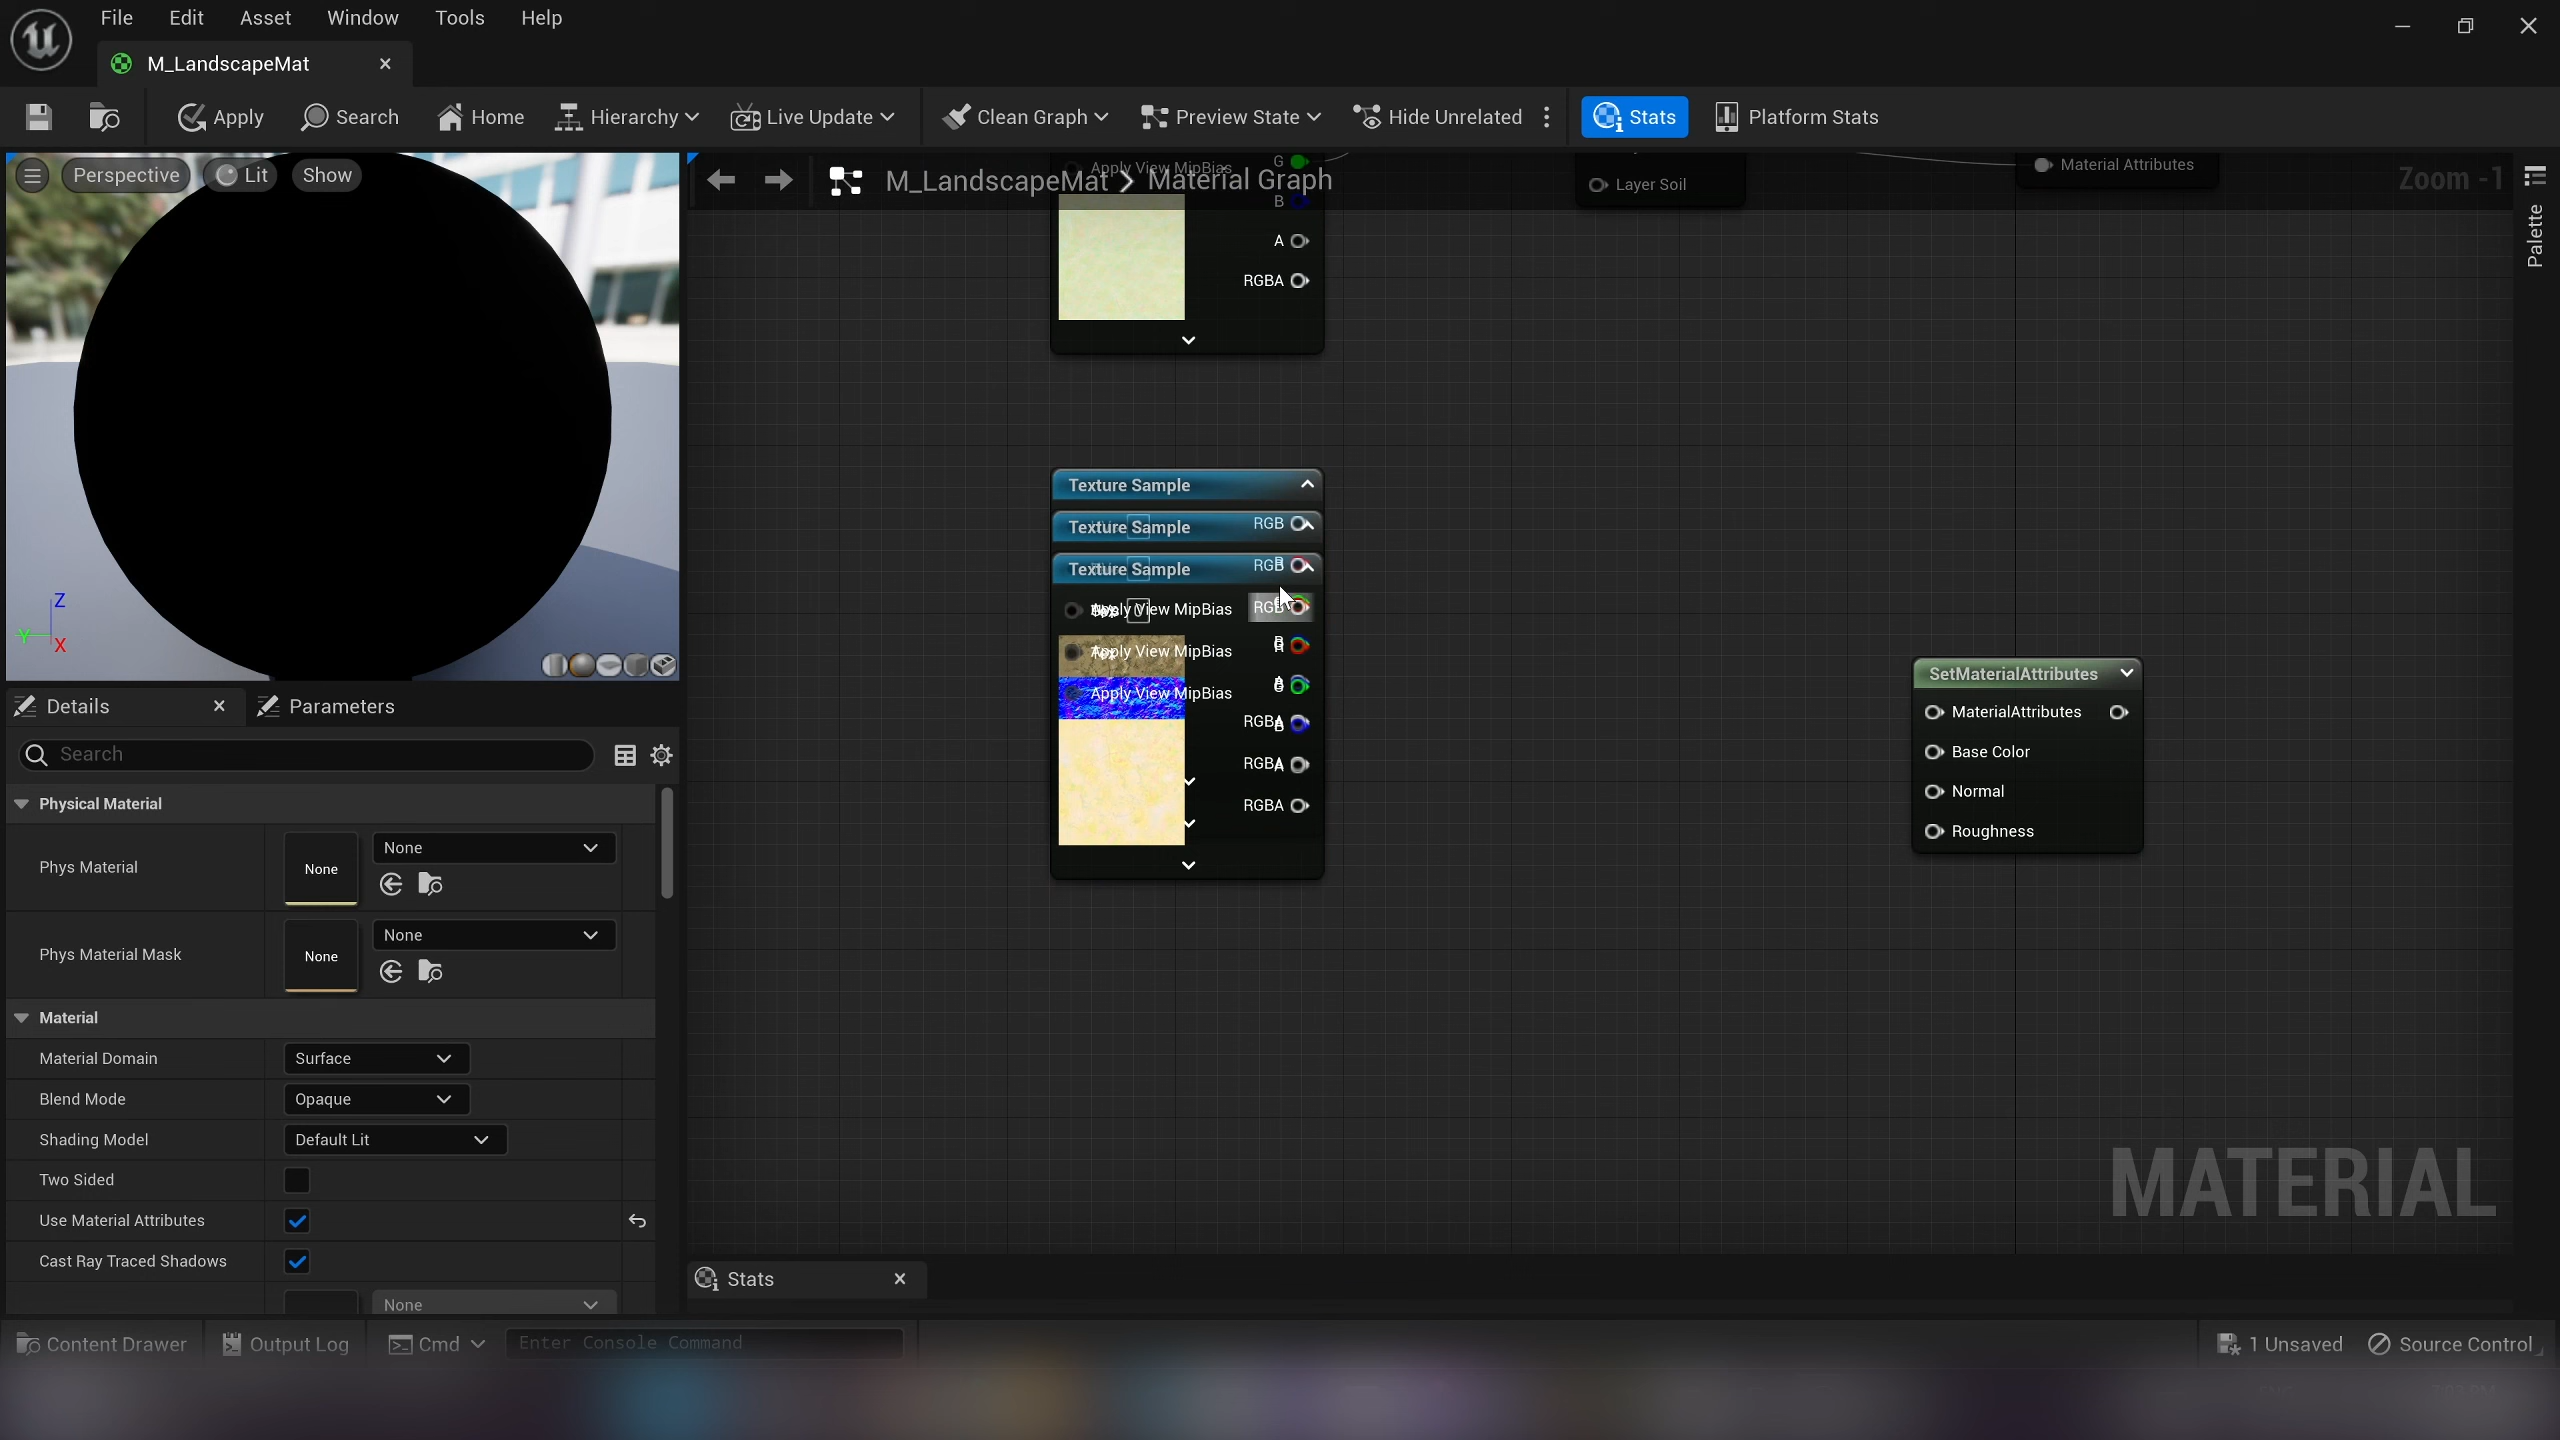 File Edit Asset Window Tools Help
M_LandscapeMat
Apply Search Home Hierarchy Live Update Clean Graph Preview State Hide Unrelated Stats Platform Stats
Perspective Lit Show
M_LandscapeMat > Material Graph
Zoom -1
Palette
Apply View MipBias G
B
A
RGBA
Layer Soil
Material Attributes
Texture Sample
Texture Sample RGB
Texture Sample RGB
Apply View MipBias RGB
Apply View MipBias
Apply View MipBias
RGBA
RGBA
RGBA
SetMaterialAttributes
MaterialAttributes
Base Color
Normal
Roughness
MATERIAL
Z
Y
X
Details Parameters
Search
Physical Material
Phys Material None None
Phys Material Mask None None
Material
Material Domain Surface
Blend Mode Opaque
Shading Model Default Lit
Two Sided
Use Material Attributes
Cast Ray Traced Shadows
None
Stats
Content Drawer Output Log Cmd Enter Console Command 1 Unsaved Source Control